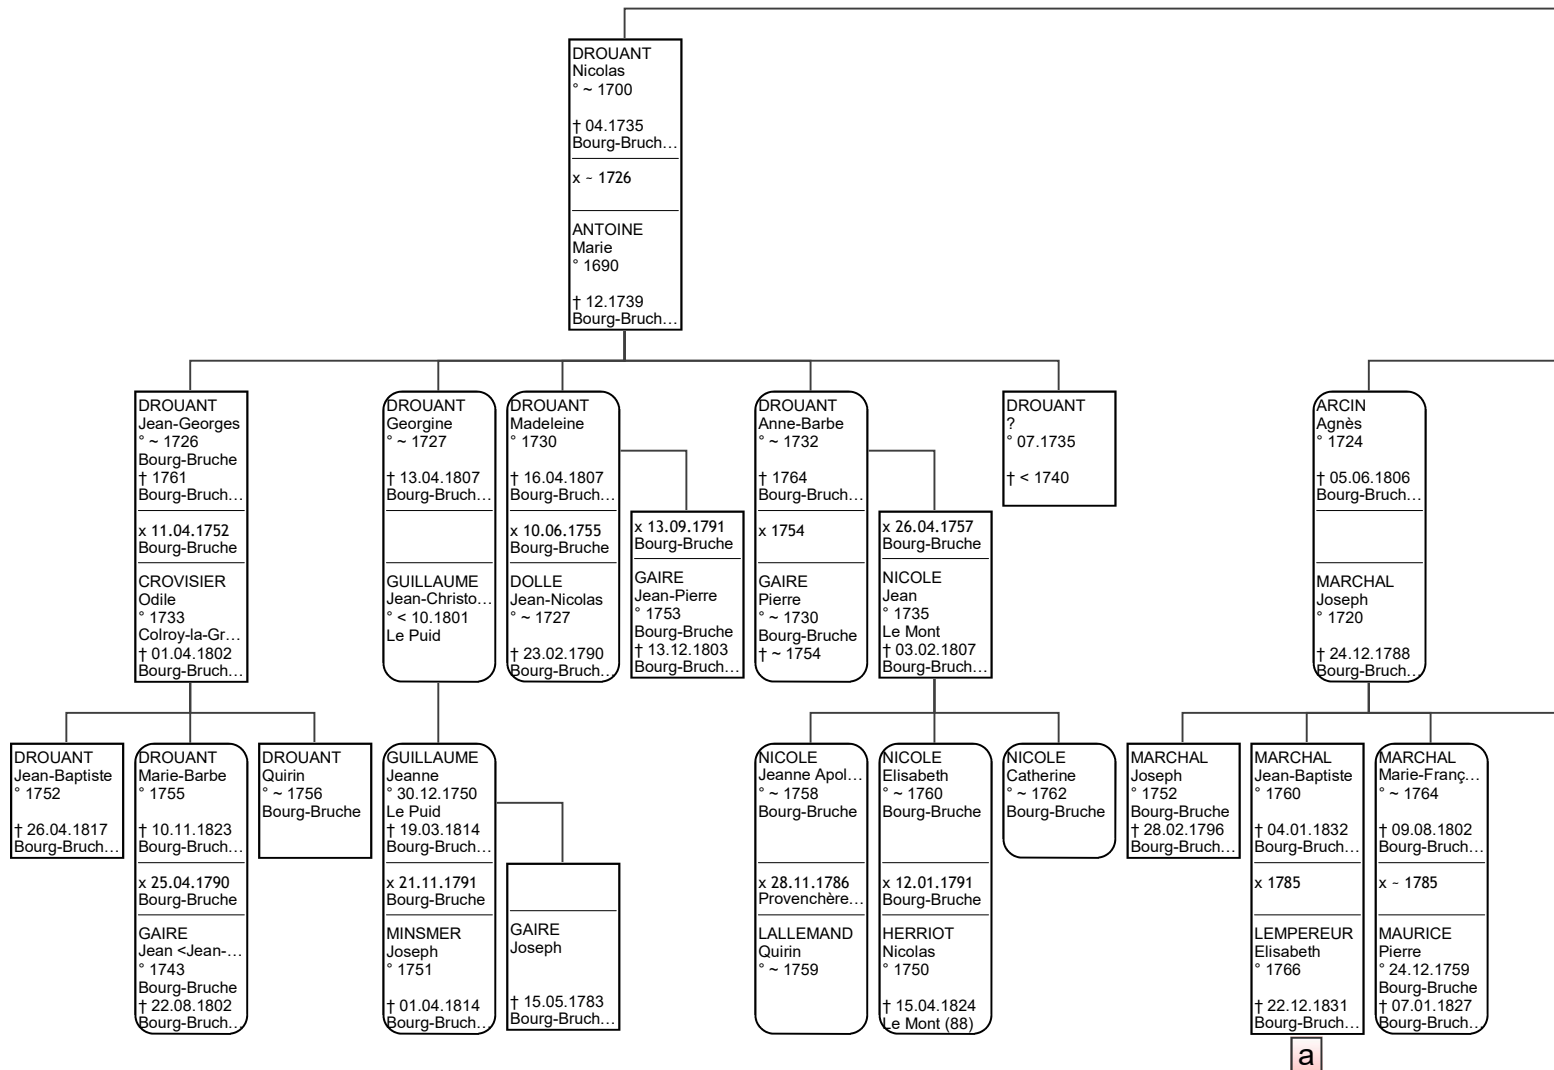 DROUANT
Nicolas
° ~ 1700
† 04.1735
Bourg-Bruch…
x ~ 1726
ANTOINE
Marie
° 1690
† 12.1739
Bourg-Bruch…
DROUANT
Jean-Georges
° ~ 1726
Bourg-Bruche
† 1761
Bourg-Bruch…
x 11.04.1752
Bourg-Bruche
CROVISIER
Odile
° 1733
Colroy-la-Gr…
† 01.04.1802
Bourg-Bruch…
DROUANT
Georgine
° ~ 1727
† 13.04.1807
Bourg-Bruch…
GUILLAUME
Jean-Christo…
° < 10.1801
Le Puid
DROUANT
Madeleine
° 1730
† 16.04.1807
Bourg-Bruch…
x 10.06.1755
Bourg-Bruche
DOLLE
Jean-Nicolas
° ~ 1727
† 23.02.1790
Bourg-Bruch…
x 13.09.1791
Bourg-Bruche
GAIRE
Jean-Pierre
° 1753
Bourg-Bruche
† 13.12.1803
Bourg-Bruch…
DROUANT
Anne-Barbe
° ~ 1732
† 1764
Bourg-Bruch…
x 1754
GAIRE
Pierre
° ~ 1730
Bourg-Bruche
† ~ 1754
x 26.04.1757
Bourg-Bruche
NICOLE
Jean
° 1735
Le Mont
† 03.02.1807
Bourg-Bruch…
DROUANT
?
° 07.1735
† < 1740
ARCIN
Agnès
° 1724
† 05.06.1806
Bourg-Bruch…
MARCHAL
Joseph
° 1720
† 24.12.1788
Bourg-Bruch…
DROUANT
Jean-Baptiste
° 1752
† 26.04.1817
Bourg-Bruch…
DROUANT
Marie-Barbe
° 1755
† 10.11.1823
Bourg-Bruch…
x 25.04.1790
Bourg-Bruche
GAIRE
Jean <Jean-…
° 1743
Bourg-Bruche
† 22.08.1802
Bourg-Bruch…
DROUANT
Quirin
° ~ 1756
Bourg-Bruche
GUILLAUME
Jeanne
° 30.12.1750
Le Puid
† 19.03.1814
Bourg-Bruch…
x 21.11.1791
Bourg-Bruche
MINSMER
Joseph
° 1751
† 01.04.1814
Bourg-Bruch…
GAIRE
Joseph
† 15.05.1783
Bourg-Bruch…
NICOLE
Jeanne Apol…
° ~ 1758
Bourg-Bruche
x 28.11.1786
Provenchère…
LALLEMAND
Quirin
° ~ 1759
NICOLE
Elisabeth
° ~ 1760
Bourg-Bruche
x 12.01.1791
Bourg-Bruche
HERRIOT
Nicolas
° 1750
† 15.04.1824
Le Mont (88)
NICOLE
Catherine
° ~ 1762
Bourg-Bruche
MARCHAL
Joseph
° 1752
Bourg-Bruche
† 28.02.1796
Bourg-Bruch…
MARCHAL
Jean-Baptiste
° 1760
† 04.01.1832
Bourg-Bruch…
x 1785
LEMPEREUR
Elisabeth
° 1766
† 22.12.1831
Bourg-Bruch…
a
MARCHAL
Marie-Franç…
° ~ 1764
† 09.08.1802
Bourg-Bruch…
x ~ 1785
MAURICE
Pierre
° 24.12.1759
Bourg-Bruche
† 07.01.1827
Bourg-Bruch…